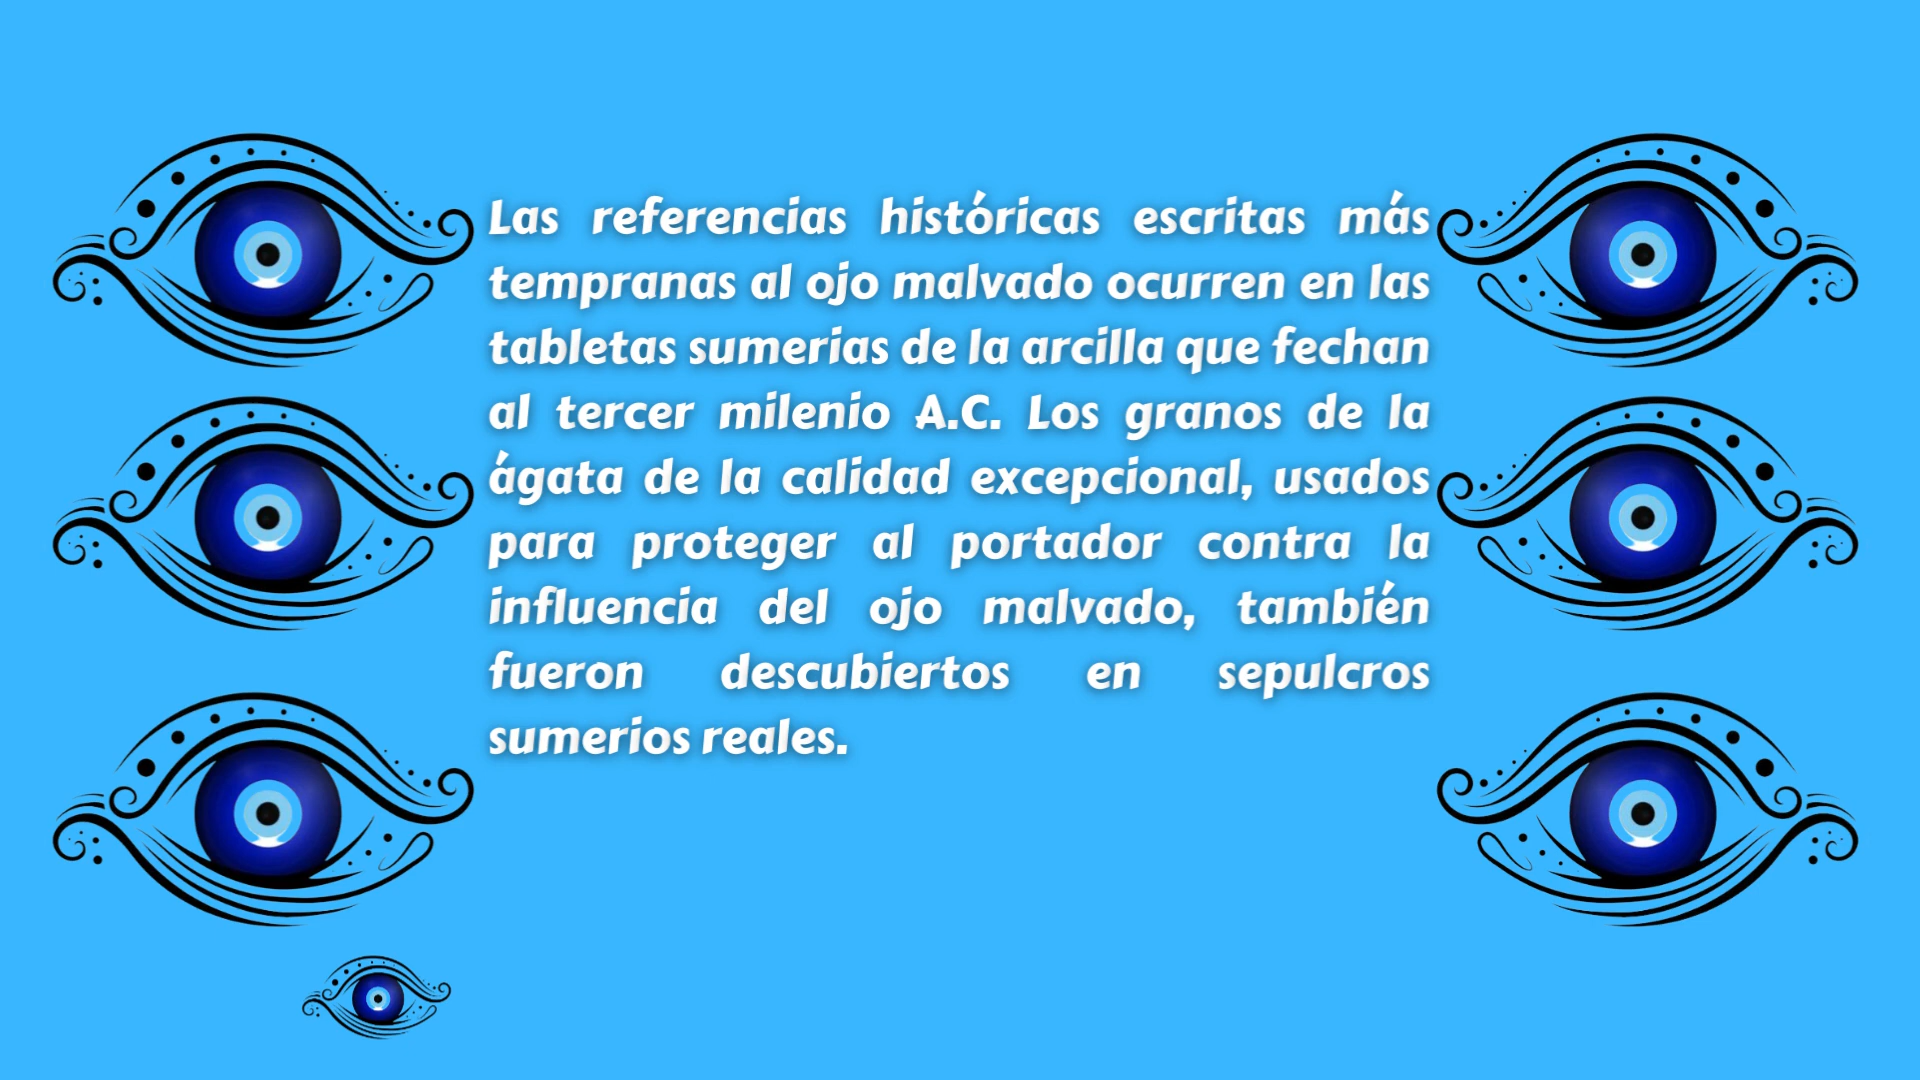 Las referencias históricas escritas más
tempranas al ojo malvado ocurren en las
tabletas sumerias de la arcilla que fechan
al tercer milenio A.C. Los granos de la
ágata de la calidad excepcional, usados
para proteger al portador contra la
influencia del ojo malvado, también
fueron descubiertos en sepulcros
sumerios reales.